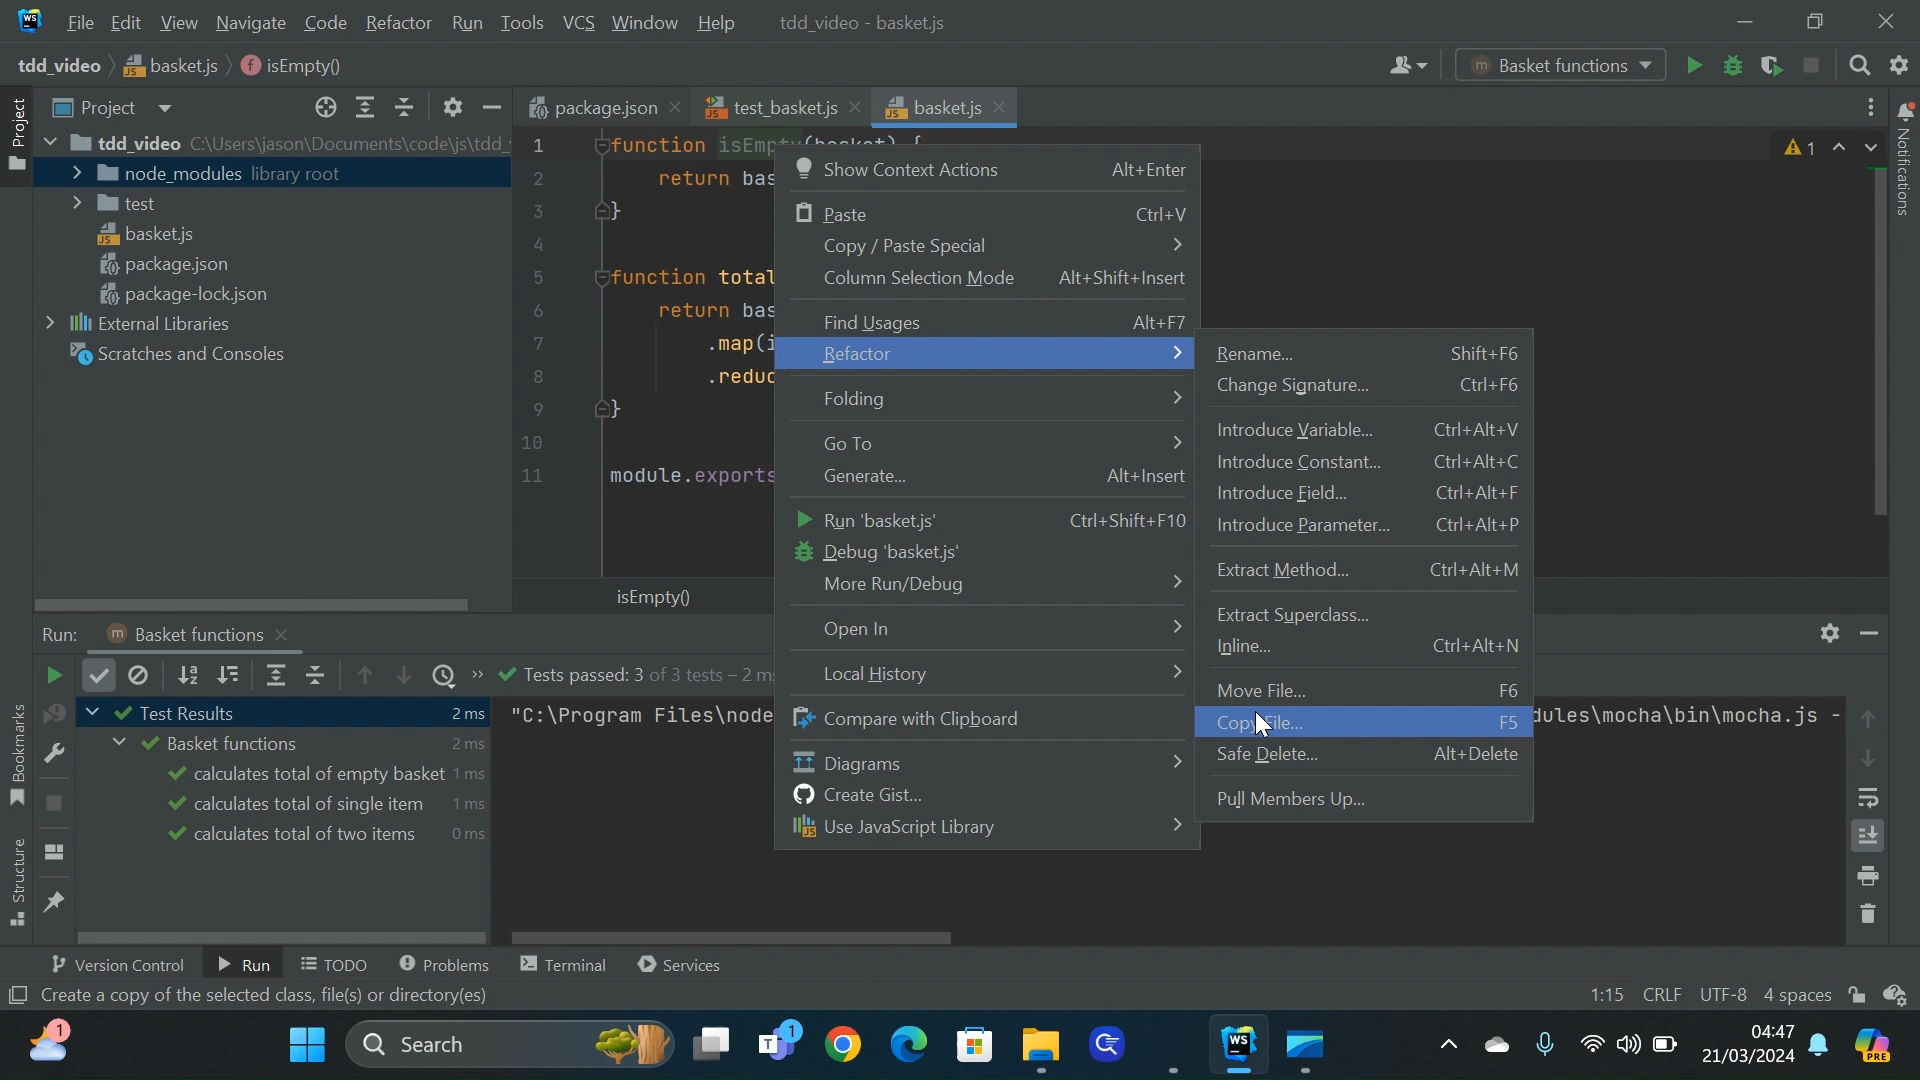 WS File Edit View Navigate Code Refactor Run Tools VCS Window Help tdd_video - basket.js
tdd_video basket.js isEmpty() Basket functions
Project
package.json test_basket.js basket.js
Project
Notifications
Bookmarks
Structure
tdd_video C:\Users\jason\Documents\code\js\tdd_
node_modules library root
test
basket.js
package.json
package-lock.json
External Libraries
Scratches and Consoles
1 function isEmpty(basket) {
2 return bas
3 }
4
5 function total
6 return bas
7 .map(i
8 .reduc
9 }
10
11 module.exports
1
isEmpty()
Show Context Actions Alt+Enter
Paste Ctrl+V
Copy / Paste Special
Column Selection Mode Alt+Shift+Insert
Find Usages Alt+F7
Refactor
Folding
Go To
Generate... Alt+Insert
Run 'basket.js' Ctrl+Shift+F10
Debug 'basket.js'
More Run/Debug
Open In
Local History
Compare with Clipboard
Diagrams
Create Gist...
Use JavaScript Library
Rename... Shift+F6
Change Signature... Ctrl+F6
Introduce Variable... Ctrl+Alt+V
Introduce Constant... Ctrl+Alt+C
Introduce Field... Ctrl+Alt+F
Introduce Parameter... Ctrl+Alt+P
Extract Method... Ctrl+Alt+M
Extract Superclass...
Inline... Ctrl+Alt+N
Move File... F6
Copy File... F5
Safe Delete... Alt+Delete
Pull Members Up...
Run: Basket functions
Tests passed: 3 of 3 tests – 2 m
Test Results 2 ms
Basket functions 2 ms
calculates total of empty basket 1 ms
calculates total of single item 1 ms
calculates total of two items 0 ms
"C:\Program Files\node dules\mocha\bin\mocha.js -
Version Control Run TODO Problems Terminal Services
Create a copy of the selected class, file(s) or directory(es) 1:15 CRLF UTF-8 4 spaces
1 Search 1 WS 04:47 PRE
21/03/2024